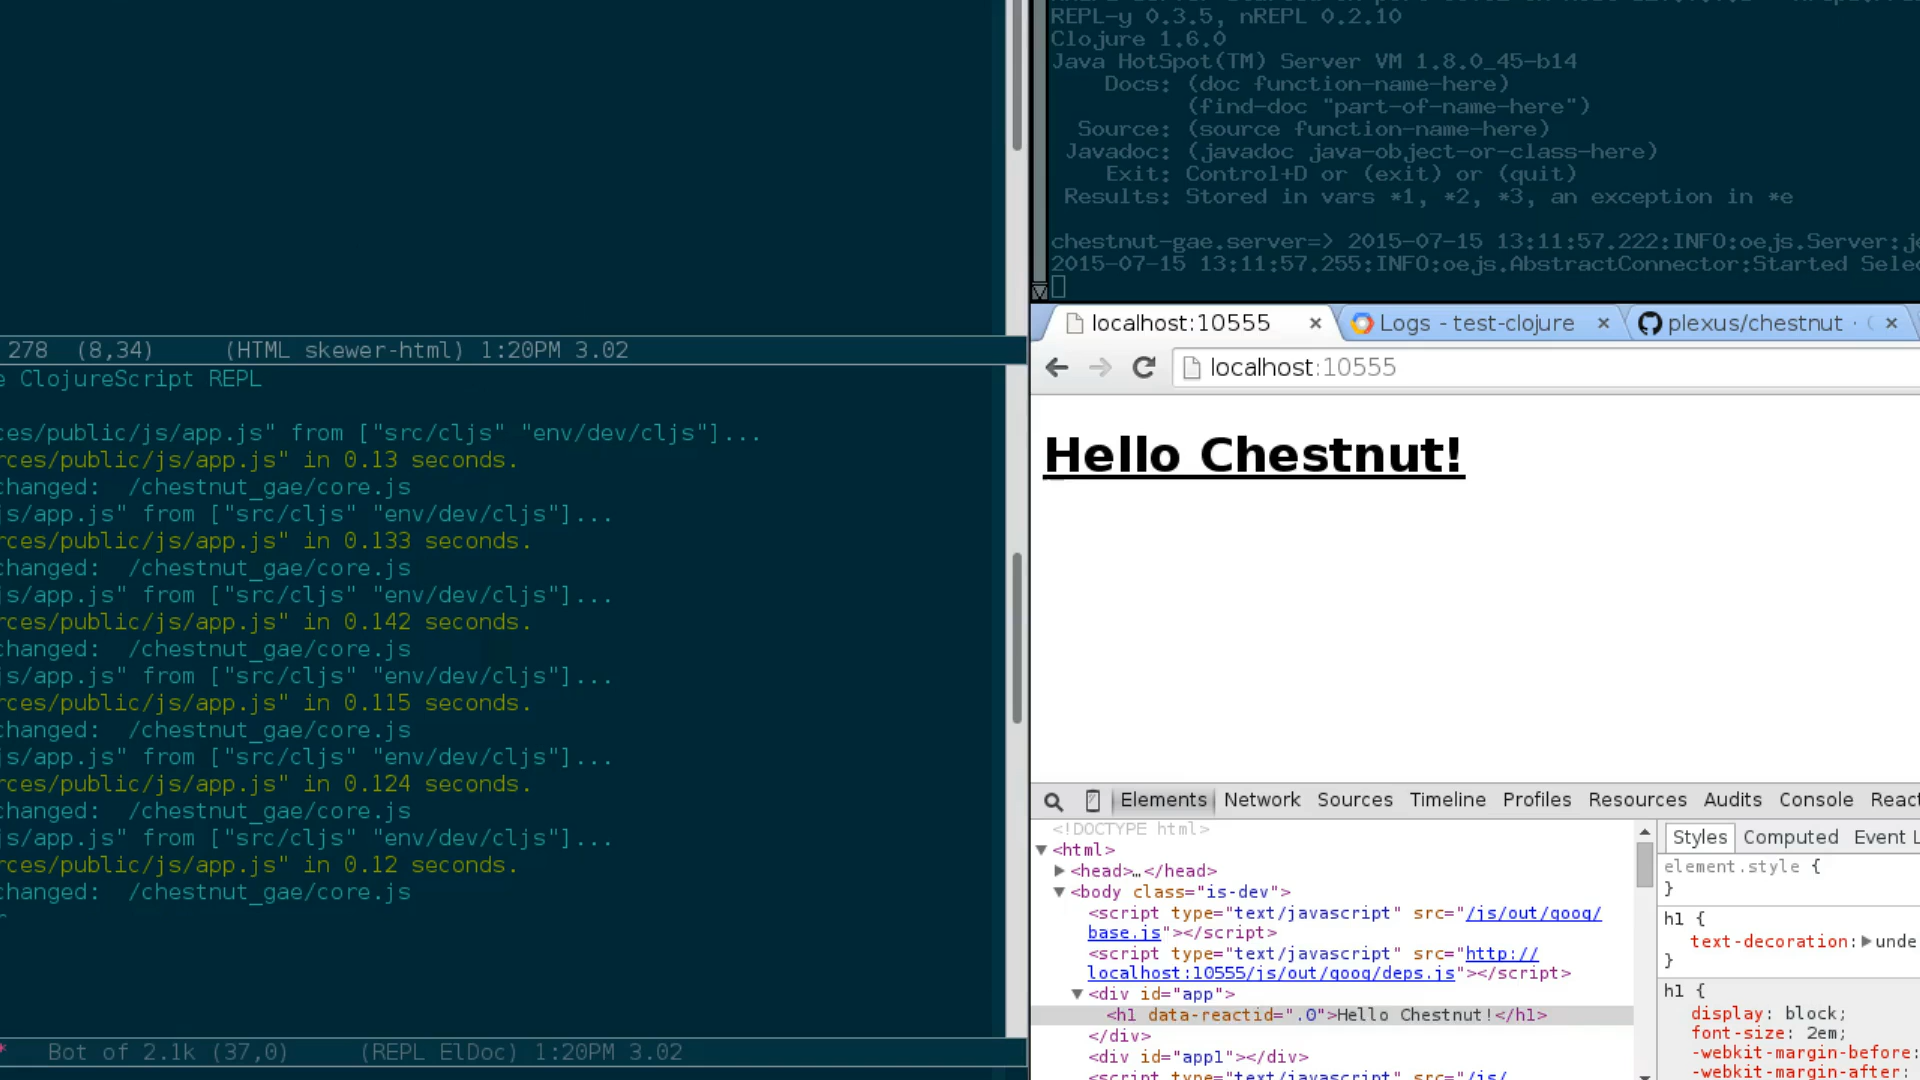 278 (8,34) (HTML skewer-html) 1:20PM 3.02
e ClojureScript REPL
ces/public/js/app.js" from ["src/cljs" "env/dev/cljs"]...
rces/public/js/app.js" in 0.13 seconds.
changed: /chestnut_gae/core.js
js/app.js" from ["src/cljs" "env/dev/cljs"]...
rces/public/js/app.js" in 0.133 seconds.
changed: /chestnut_gae/core.js
js/app.js" from ["src/cljs" "env/dev/cljs"]...
rces/public/js/app.js" in 0.142 seconds.
changed: /chestnut_gae/core.js
js/app.js" from ["src/cljs" "env/dev/cljs"]...
rces/public/js/app.js" in 0.115 seconds.
changed: /chestnut_gae/core.js
js/app.js" from ["src/cljs" "env/dev/cljs"]...
rces/public/js/app.js" in 0.124 seconds.
changed: /chestnut_gae/core.js
js/app.js" from ["src/cljs" "env/dev/cljs"]...
rces/public/js/app.js" in 0.12 seconds.
changed: /chestnut_gae/core.js
* Bot of 2.1k (37,0) (REPL ElDoc) 1:20PM 3.02
REPL-y 0.3.5, nREPL 0.2.10
Clojure 1.6.0
Java HotSpot(TM) Server VM 1.8.0_45-b14
Docs: (doc function-name-here)
(find-doc "part-of-name-here")
Source: (source function-name-here)
Javadoc: (javadoc java-object-or-class-here)
Exit: Control+D or (exit) or (quit)
Results: Stored in vars *1, *2, *3, an exception in *e
chestnut-gae.server=> 2015-07-15 13:11:57.222:INFO:oejs.Server:je
2015-07-15 13:11:57.255:INFO:oejs.AbstractConnector:Started Selec
localhost:10555 Logs - test-clojure plexus/chestnut ·
localhost:10555
Hello Chestnut!
Elements Network Sources Timeline Profiles Resources Audits Console React
<!DOCTYPE html>
<html>
<head>…</head>
<body class="is-dev">
<script type="text/javascript" src="/js/out/goog/
base.js"></script>
<script type="text/javascript" src="http://
localhost:10555/js/out/goog/deps.js"></script>
<div id="app">
<h1 data-reactid=".0">Hello Chestnut!</h1>
</div>
<div id="app1"></div>
<script type="text/javascript" src="/js/
Styles Computed Event L
element.style {
}
h1 {
text-decoration: unde
}
h1 {
display: block;
font-size: 2em;
-webkit-margin-before:
-webkit-margin-after: